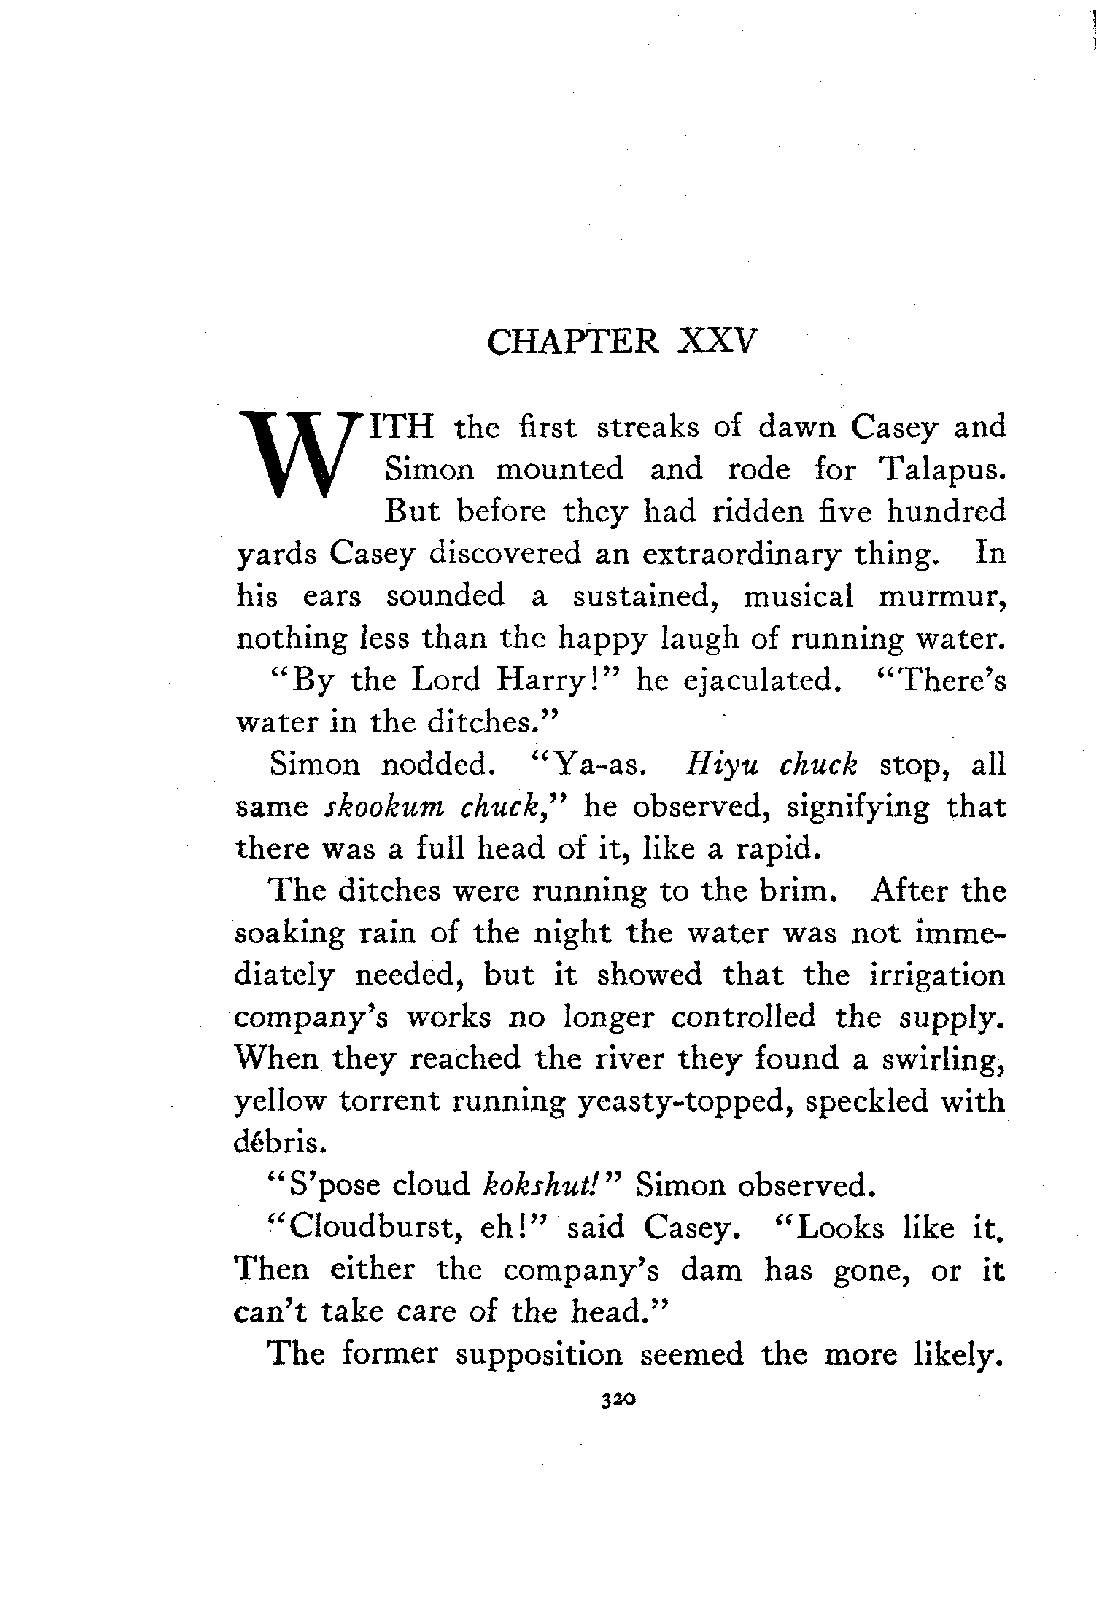 CHAPTER XXV
WITH the first streaks of dawn Casey and
Simon mounted and rode for Talapus.
But before they had ridden five hundred
yards Casey discovered an extraordinary thing. In
his ears sounded a sustained, musical murmur,
nothing less than the happy laugh of running water.
“By the Lord Harry!” he ejaculated. “There’s
water in the ditches.”
Simon nodded. “Ya-as. Hiyu chuck stop, all
same skookum chuck,” he observed, signifying that
there was a full head of it, like a rapid.
The ditches were running to the brim. After the
soaking rain of the night the water was not imme-
diately needed, but it showed that the irrigation
company’s works no longer controlled the supply.
When they reached the river they found a swirling,
yellow torrent running yeasty-topped, speckled with
débris.
“S’pose cloud kokshut!” Simon observed.
“Cloudburst, eh!” said Casey. “Looks like it.
Then either the company’s dam has gone, or it
can’t take care of the head.”
The former supposition seemed the more likely.
320